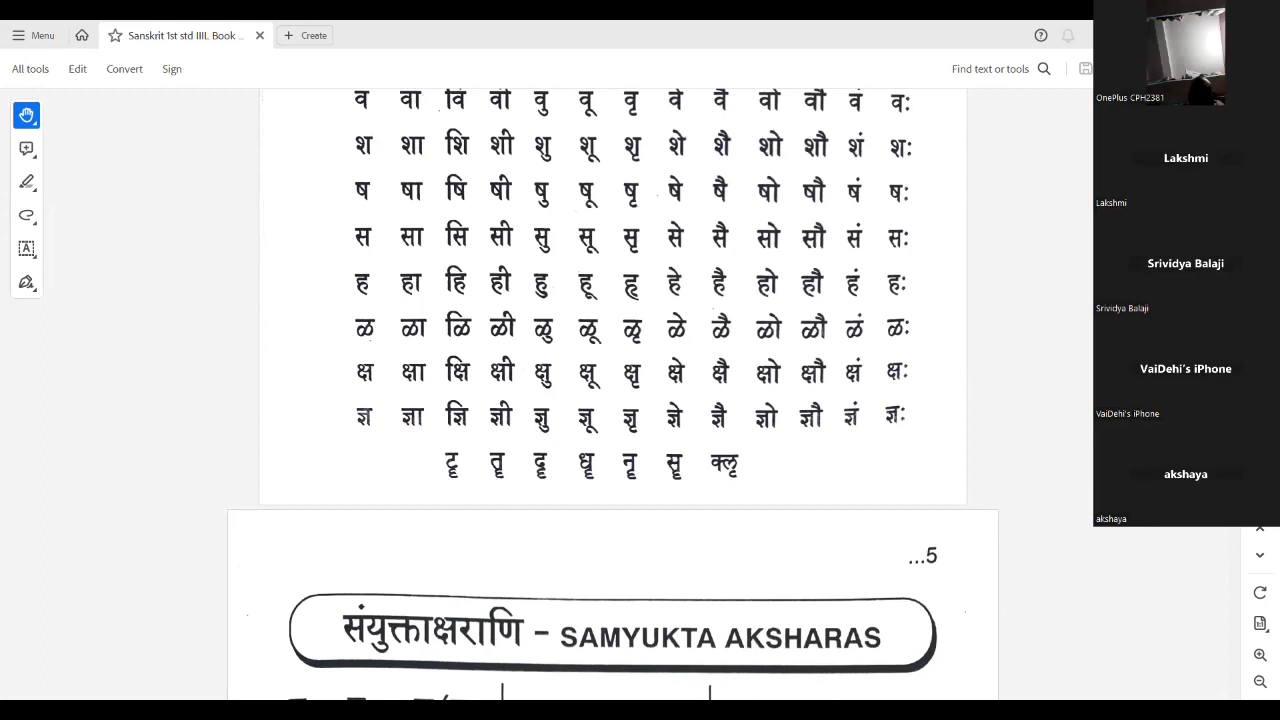 Menu
Sanskrit 1st std IIIL Book ...
Create
All tools Edit Convert Sign
Find text or tools
व वा वि वी वु वू वृ वे वै वो वौ वं वः
श शा शि शी शु शू शृ शे शै शो शौ शं शः
ष षा षि षी षु षू षृ षे षै षो षौ षं षः
स सा सि सी सु सू सृ से सै सो सौ सं सः
ह हा हि ही हु हू हृ हे है हो हौ हं हः
ळ ळा ळि ळी ळु ळू ळृ ळे ळै ळो ळौ ळं ळः
क्ष क्षा क्षि क्षी क्षु क्षू क्षृ क्षे क्षै क्षो क्षौ क्षं क्षः
ज्ञ ज्ञा ज्ञि ज्ञी ज्ञु ज्ञू ज्ञृ ज्ञे ज्ञै ज्ञो ज्ञौ ज्ञं ज्ञः
तॄ दॄ धॄ नॄ सॄ क्लृ
...5
संयुक्ताक्षराणि – SAMYUKTA AKSHARAS
OnePlus CPH2381
Lakshmi
Lakshmi
Srividya Balaji
Srividya Balaji
VaiDehi's iPhone
VaiDehi's iPhone
akshaya
akshaya